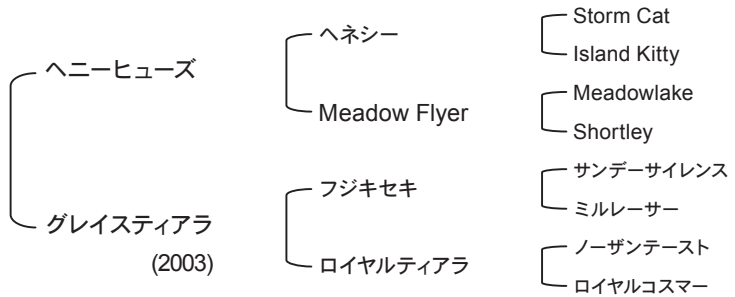 ヘニーヒューズ
グレイスティアラ
(2003)
ヘネシー
Meadow Flyer
フジキセキ
ロイヤルティアラ
Storm Cat
Island Kitty
Meadowlake
Shortley
サンデーサイレンス
ミルレーサー
ノーザンテースト
ロイヤルコスマー